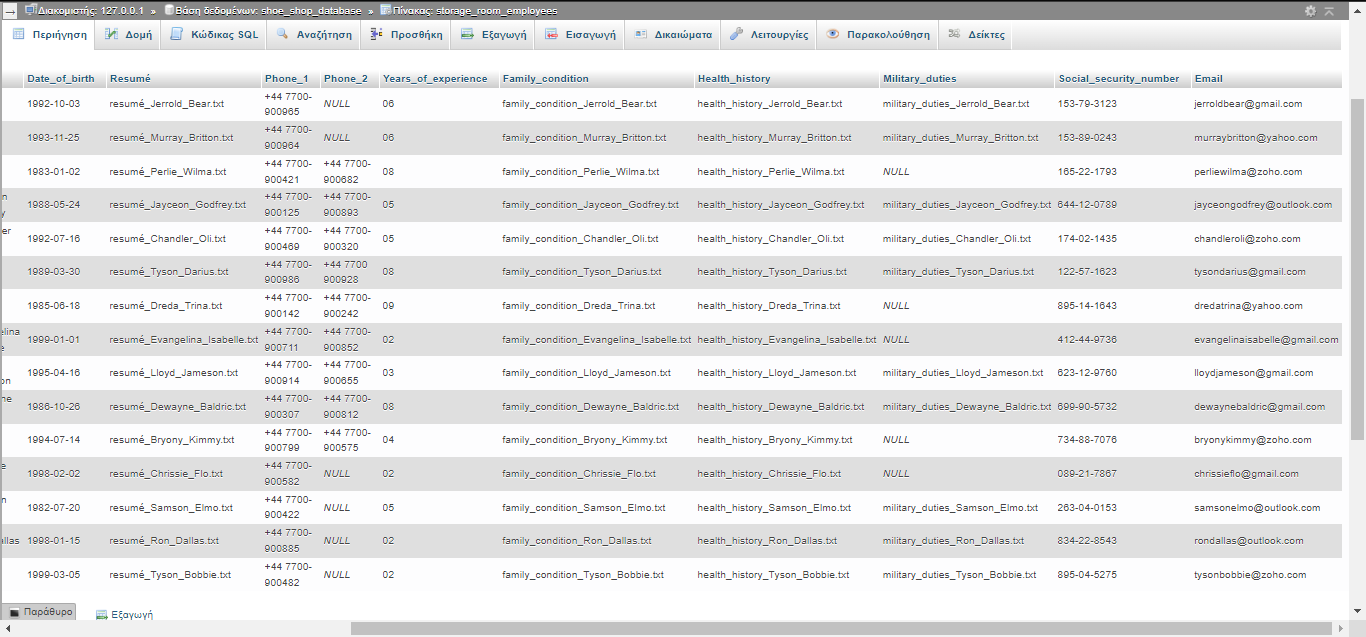 Διακομιστής: 127.0.0.1 » Βάση δεδομένων: shoe_shop_database » Πίνακας: storage_room_employees
Περιήγηση Δομή Κώδικας SQL Αναζήτηση Προσθήκη Εξαγωγή Εισαγωγή Δικαιώματα Λειτουργίες Παρακολούθηση Δείκτες
Date_of_birth Resumé Phone_1 Phone_2 Years_of_experience Family_condition Health_history Military_duties Social_security_number Email
1992-10-03 resumé_Jerrold_Bear.txt +44 7700-900965 NULL 06 family_condition_Jerrold_Bear.txt health_history_Jerrold_Bear.txt military_duties_Jerrold_Bear.txt 153-79-3123 jerroldbear@gmail.com
1993-11-25 resumé_Murray_Britton.txt +44 7700-900964 NULL 06 family_condition_Murray_Britton.txt health_history_Murray_Britton.txt military_duties_Murray_Britton.txt 153-89-0243 murraybritton@yahoo.com
1983-01-02 resumé_Perlie_Wilma.txt +44 7700-900421 +44 7700-900682 08 family_condition_Perlie_Wilma.txt health_history_Perlie_Wilma.txt NULL 165-22-1793 perliewilma@zoho.com
n y 1988-05-24 resumé_Jayceon_Godfrey.txt +44 7700-900125 +44 7700-900893 05 family_condition_Jayceon_Godfrey.txt health_history_Jayceon_Godfrey.txt military_duties_Jayceon_Godfrey.txt 644-12-0789 jayceongodfrey@outlook.com
er 1992-07-16 resumé_Chandler_Oli.txt +44 7700-900469 +44 7700-900320 05 family_condition_Chandler_Oli.txt health_history_Chandler_Oli.txt military_duties_Chandler_Oli.txt 174-02-1435 chandleroli@zoho.com
1989-03-30 resumé_Tyson_Darius.txt +44 7700-900986 +44 7700 900928 08 family_condition_Tyson_Darius.txt health_history_Tyson_Darius.txt military_duties_Tyson_Darius.txt 122-57-1623 tysondarius@gmail.com
1985-06-18 resumé_Dreda_Trina.txt +44 7700-900142 +44 7700-900242 09 family_condition_Dreda_Trina.txt health_history_Dreda_Trina.txt NULL 895-14-1643 dredatrina@yahoo.com
elina e 1999-01-01 resumé_Evangelina_Isabelle.txt +44 7700-900711 +44 7700-900852 02 family_condition_Evangelina_Isabelle.txt health_history_Evangelina_Isabelle.txt NULL 412-44-9736 evangelinaisabelle@gmail.com
on 1995-04-16 resumé_Lloyd_Jameson.txt +44 7700-900914 +44 7700-900655 03 family_condition_Lloyd_Jameson.txt health_history_Lloyd_Jameson.txt military_duties_Lloyd_Jameson.txt 623-12-9760 lloydjameson@gmail.com
ne 1986-10-26 resumé_Dewayne_Baldric.txt +44 7700-900307 +44 7700-900812 08 family_condition_Dewayne_Baldric.txt health_history_Dewayne_Baldric.txt military_duties_Dewayne_Baldric.txt 699-90-5732 dewaynebaldric@gmail.com
1994-07-14 resumé_Bryony_Kimmy.txt +44 7700-900799 +44 7700-900575 04 family_condition_Bryony_Kimmy.txt health_history_Bryony_Kimmy.txt NULL 734-88-7076 bryonykimmy@zoho.com
e 1998-02-02 resumé_Chrissie_Flo.txt +44 7700-900582 NULL 02 family_condition_Chrissie_Flo.txt health_history_Chrissie_Flo.txt NULL 089-21-7867 chrissieflo@gmail.com
n 1982-07-20 resumé_Samson_Elmo.txt +44 7700-900422 NULL 05 family_condition_Samson_Elmo.txt health_history_Samson_Elmo.txt military_duties_Samson_Elmo.txt 263-04-0153 samsonelmo@outlook.com
allas 1998-01-15 resumé_Ron_Dallas.txt +44 7700-900885 NULL 02 family_condition_Ron_Dallas.txt health_history_Ron_Dallas.txt military_duties_Ron_Dallas.txt 834-22-8543 rondallas@outlook.com
1999-03-05 resumé_Tyson_Bobbie.txt +44 7700-900482 NULL 02 family_condition_Tyson_Bobbie.txt health_history_Tyson_Bobbie.txt military_duties_Tyson_Bobbie.txt 895-04-5275 tysonbobbie@zoho.com
Παράθυρο Εξαγωγή